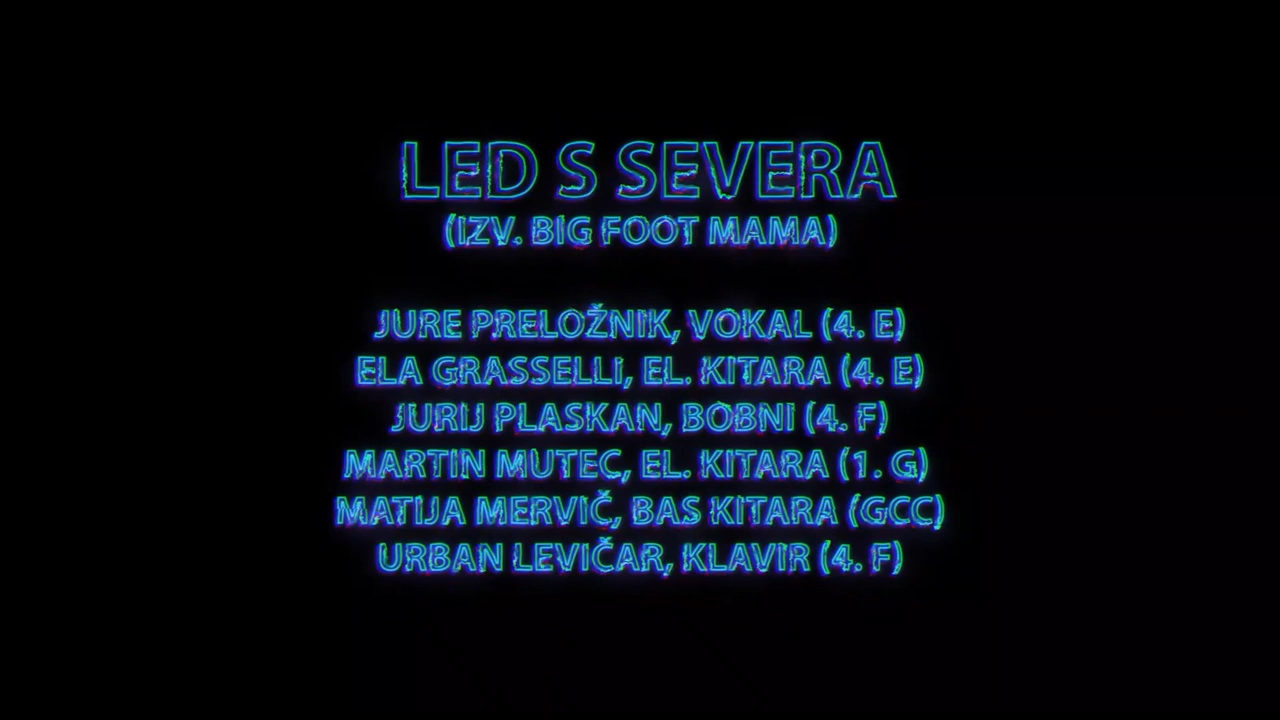 LED S SEVERA
(IZV. BIG FOOT MAMA)
JURE PRELOŽNIK, VOKAL (4. E)
ELA GRASSELLI, EL. KITARA (4. E)
JURIJ PLASKAN, BOBNI (4. F)
MARTIN MUTEC, EL. KITARA (1. G)
MATIJA MERVIČ, BAS KITARA (GCC)
URBAN LEVIČAR, KLAVIR (4. F)